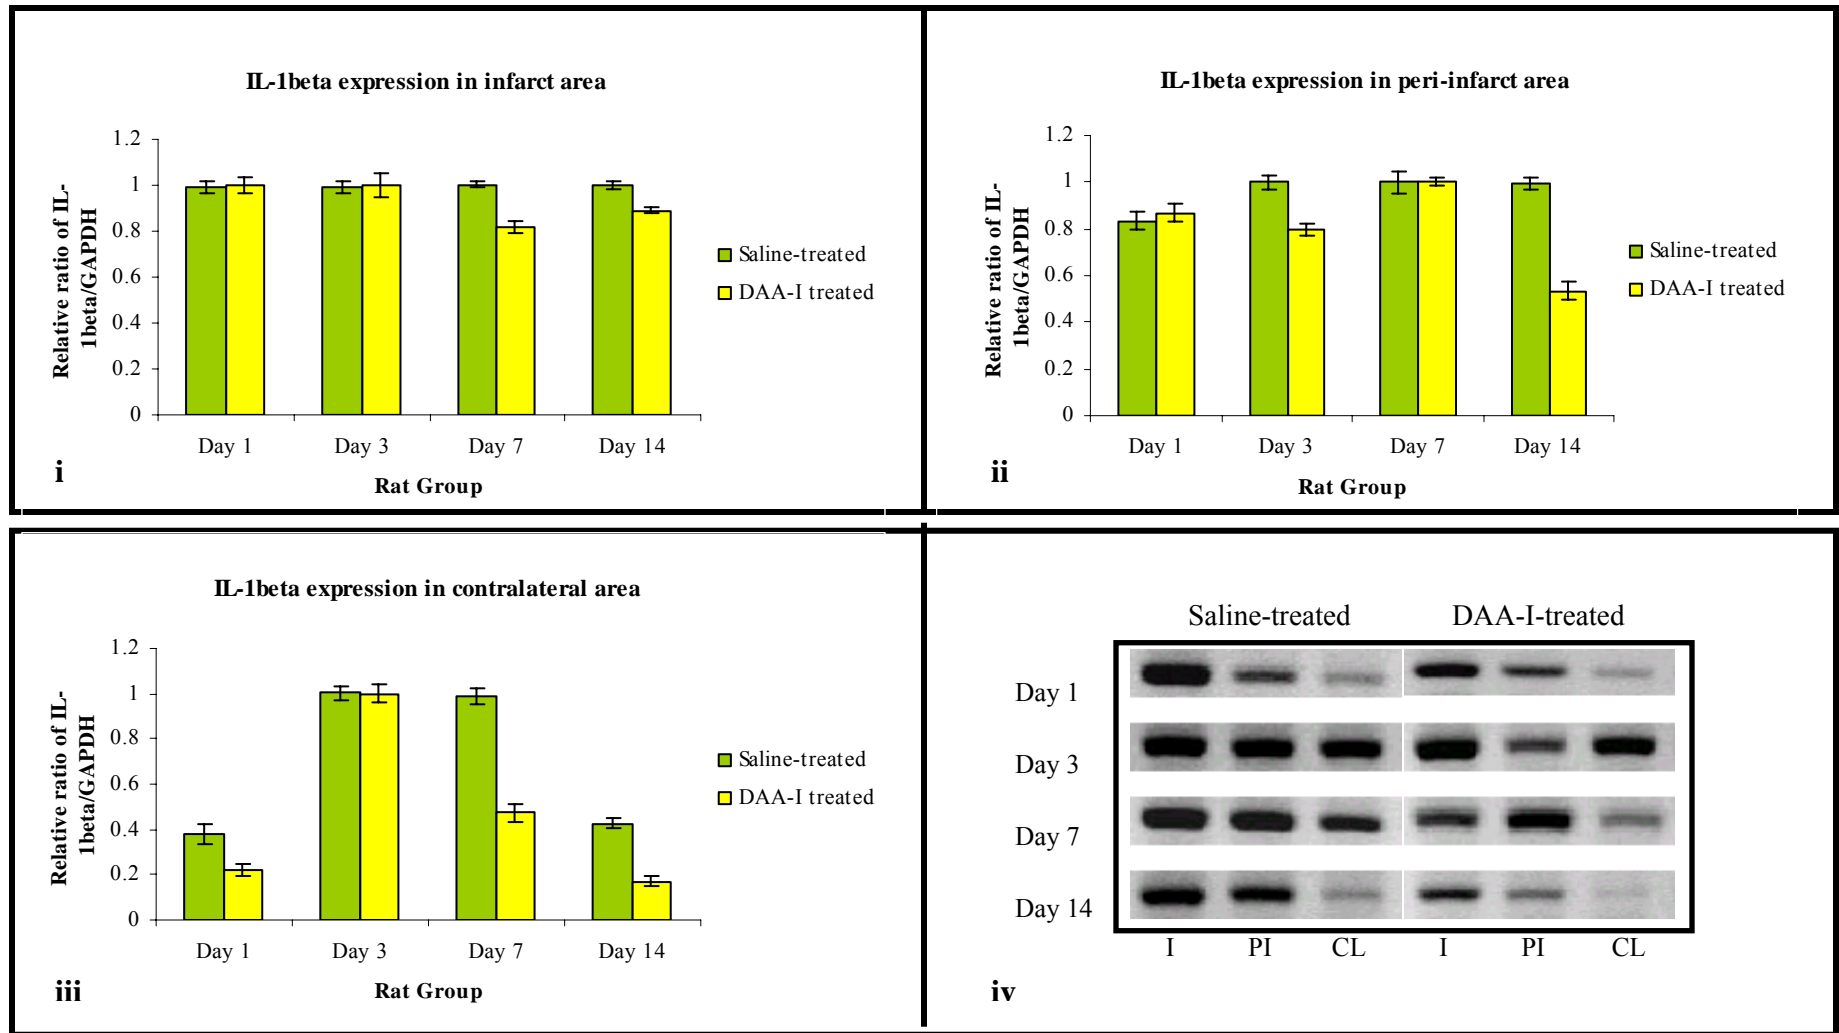 IL-1beta expression in infarct area
1.2
1
0.8
0.6
0.4
0.2
0
Relative ratio of IL-
1beta/GAPDH
Day 1 Day 3 Day 7 Day 14
Rat Group
Saline-treated
DAA-I treated
i
IL-1beta expression in peri-infarct area
1.2
1
0.8
0.6
0.4
0.2
0
Relative ratio of IL-
1beta/GAPDH
Day 1 Day 3 Day 7 Day 14
Rat Group
Saline-treated
DAA-I treated
ii
IL-1beta expression in contralateral area
1.2
1
0.8
0.6
0.4
0.2
0
Relative ratio of IL-
1beta/GAPDH
Day 1 Day 3 Day 7 Day 14
Rat Group
Saline-treated
DAA-I treated
iii
Saline-treated DAA-I-treated
Day 1
Day 3
Day 7
Day 14
I PI CL I PI CL
iv